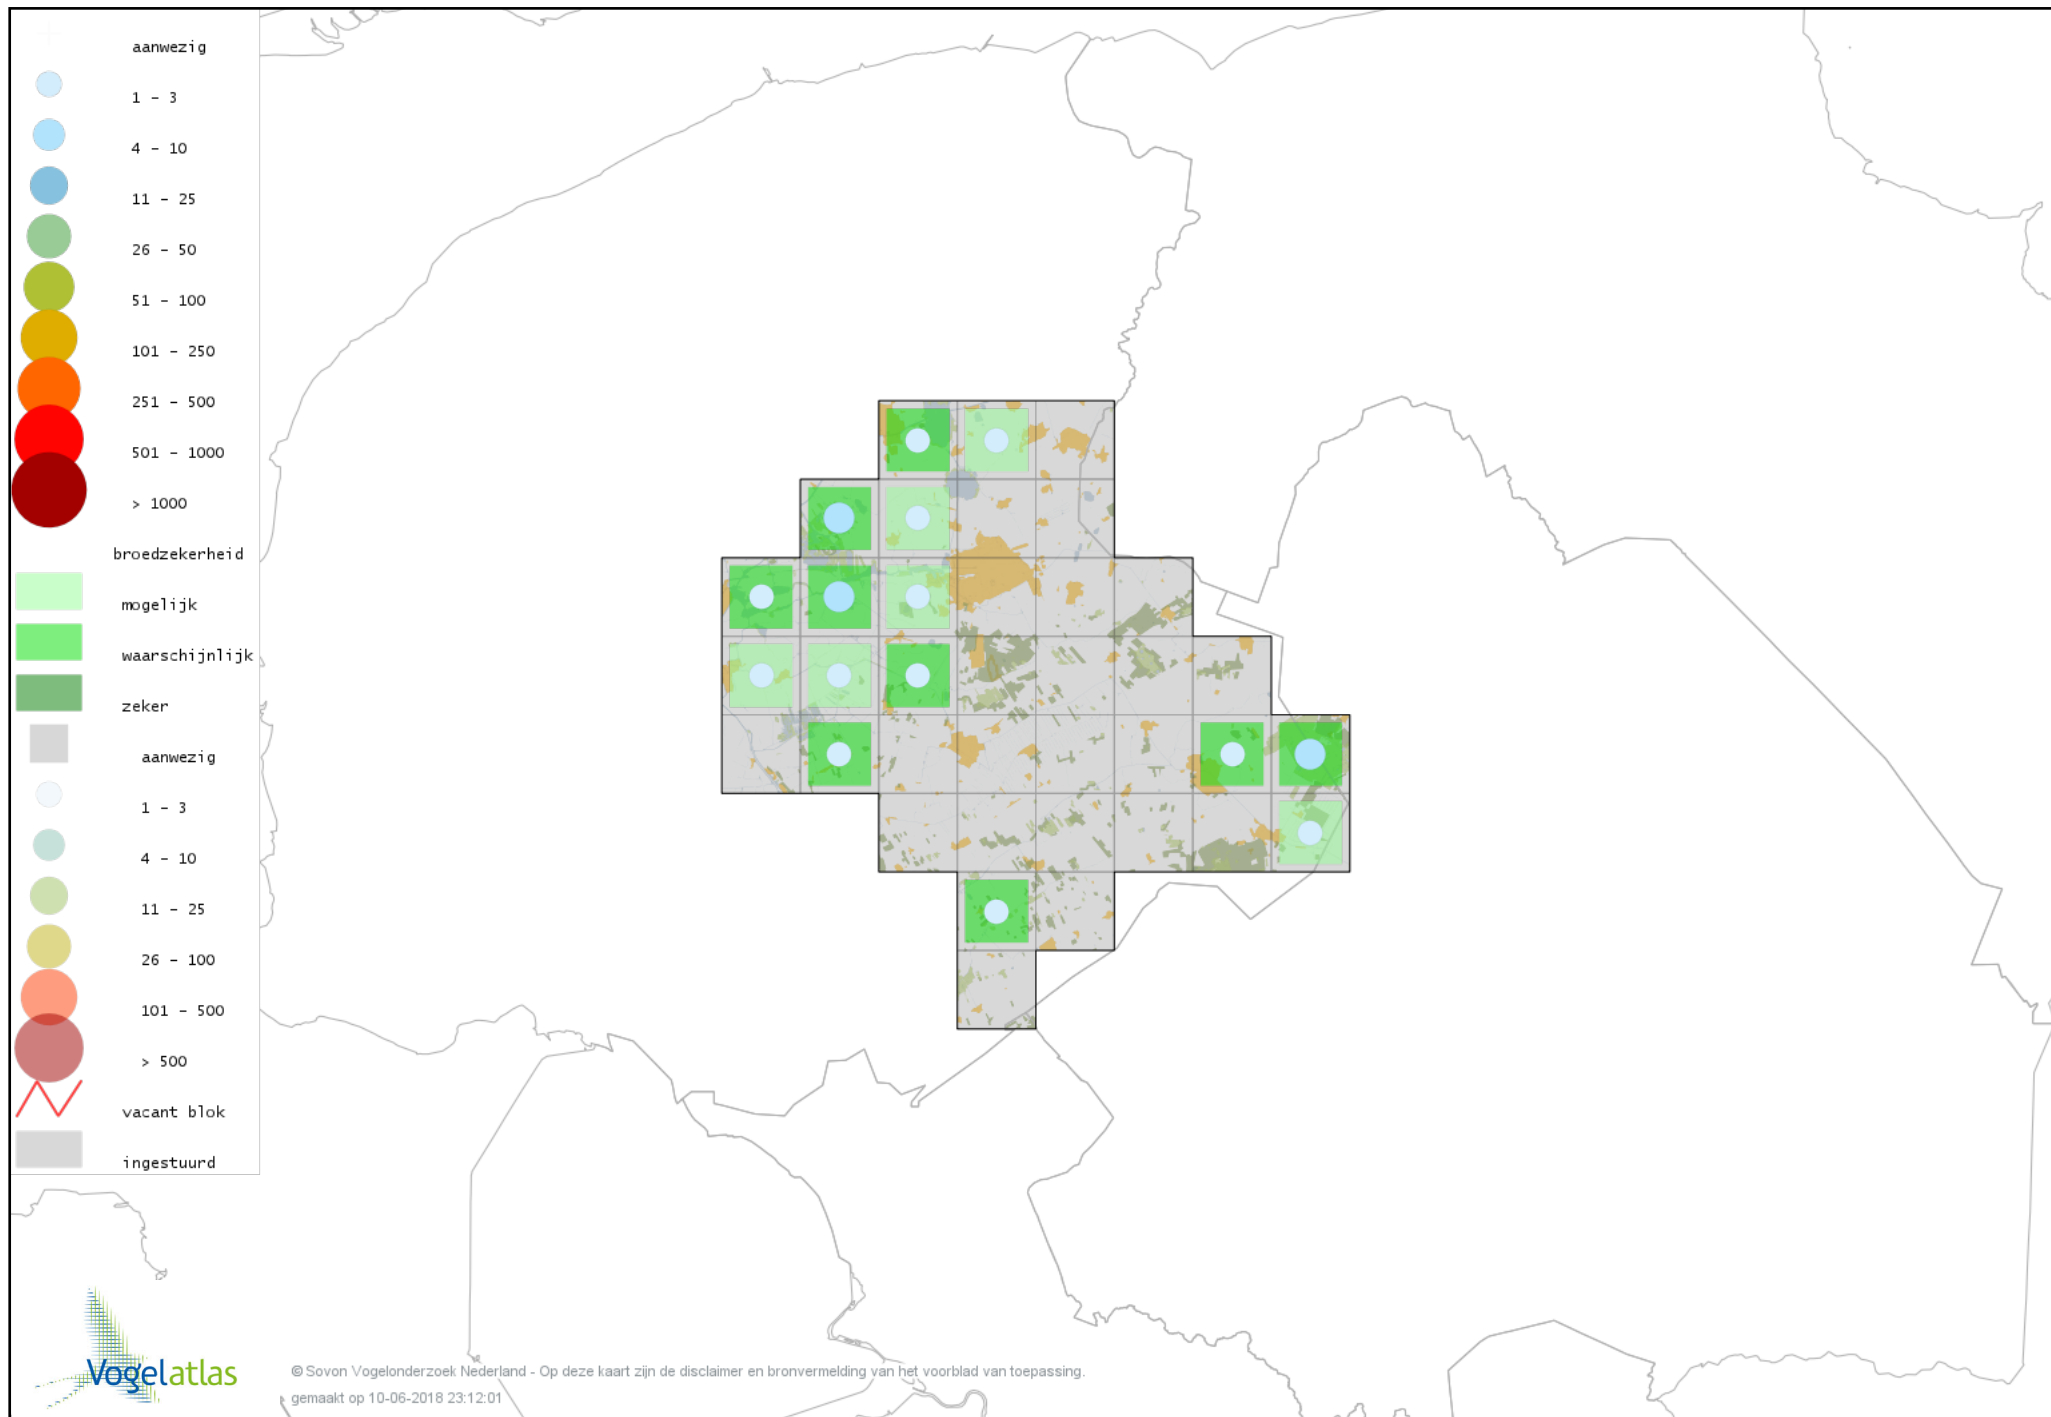 aanwezig
1 - 3
4 - 10
11 - 25
26 - 50
51 - 100
101 - 250
251 - 500
501 - 1000
> 1000
broedzekerheid
mogelijk
waarschijnlijk
zeker
aanwezig
1 - 3
4 - 10
11 - 25
26 - 100
101 - 500
> 500
vacant blok
ingestuurd
Vogelatlas
© Sovon Vogelonderzoek Nederland - Op deze kaart zijn de disclaimer en bronvermelding van het voorblad van toepassing.
gemaakt op 10-06-2018 23:12:01